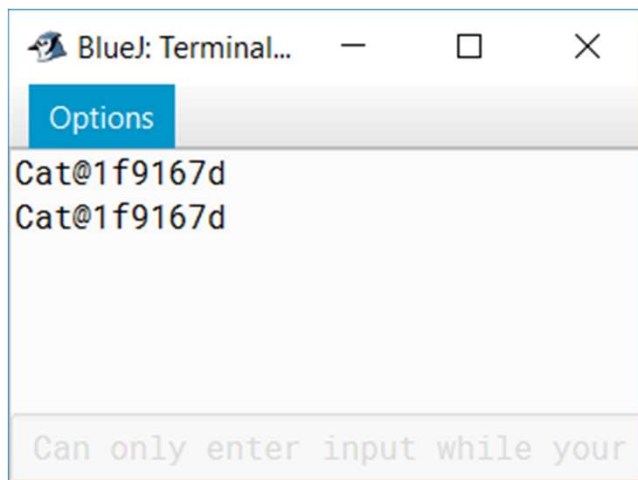 BlueJ: Terminal...
Options
Cat@1f9167d
Cat@1f9167d
Can only enter input while your